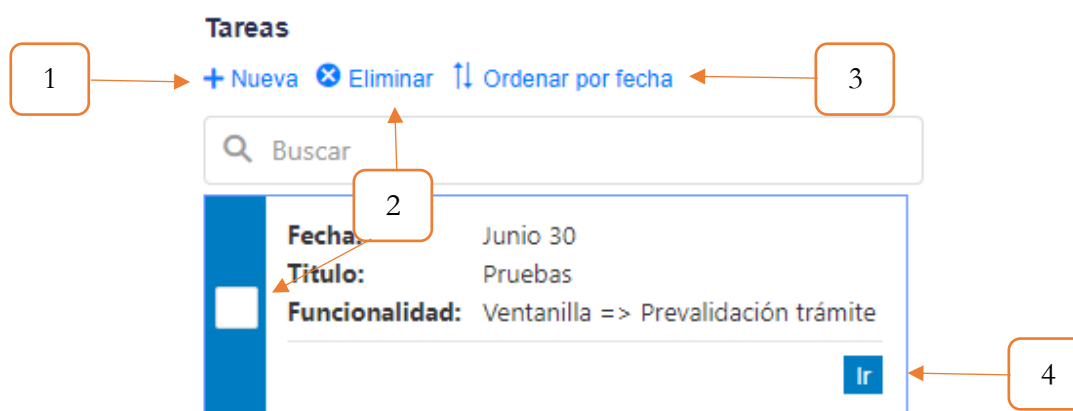 Tareas
1
+ Nueva Eliminar Ordenar por fecha
3
Buscar
2
Fecha: Junio 30
Titulo: Pruebas
Funcionalidad: Ventanilla => Prevalidación trámite
Ir
4